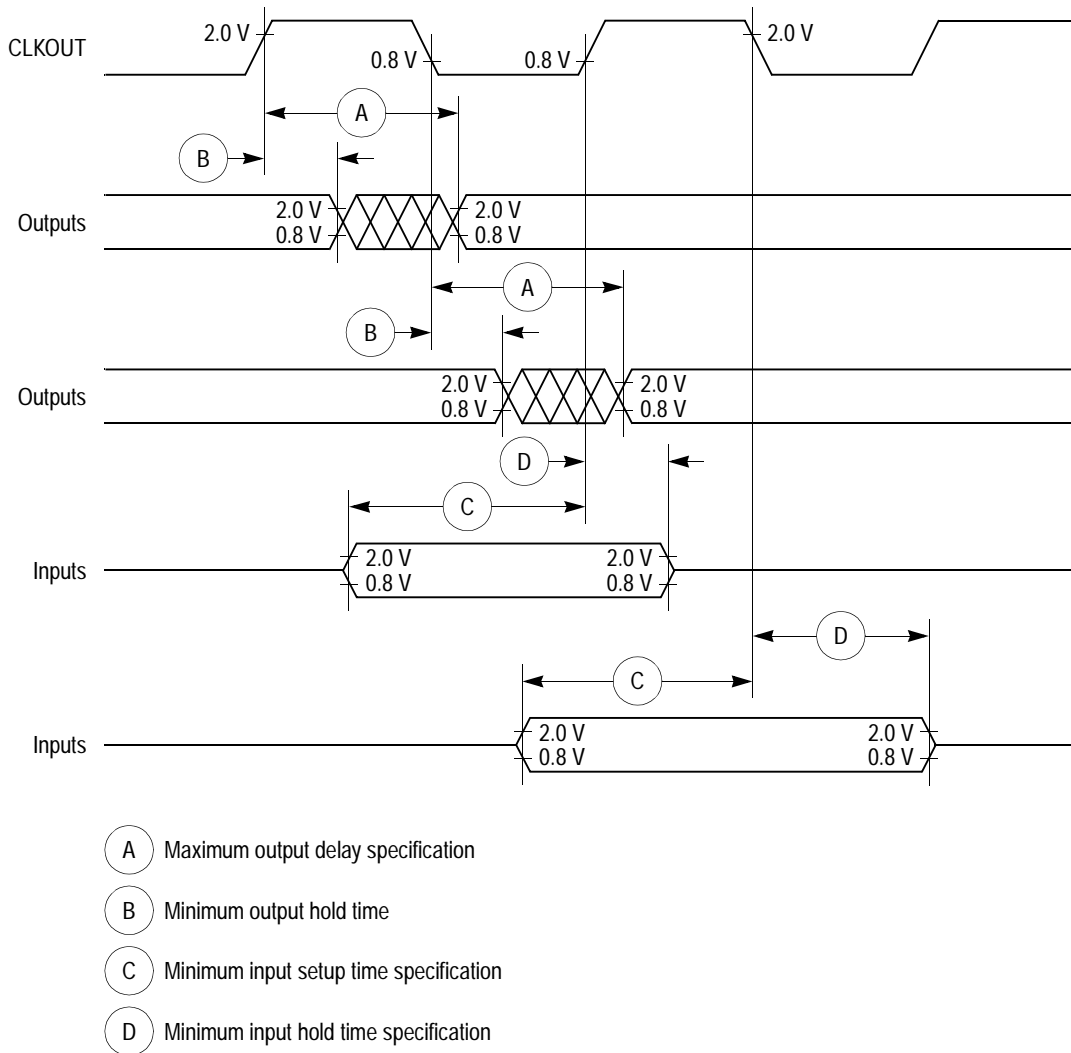 2.0 V
2.0 V
CLKOUT
0.8 V
0.8 V
A
B
2.0 V
2.0 V
Outputs
0.8 V
0.8 V
A
B
2.0 V
2.0 V
Outputs
0.8 V
0.8 V
D
C
2.0 V
2.0 V
Inputs
0.8 V
0.8 V
D
C
2.0 V
2.0 V
Inputs
0.8 V
0.8 V
A Maximum output delay specification
B Minimum output hold time
C Minimum input setup time specification
D Minimum input hold time specification